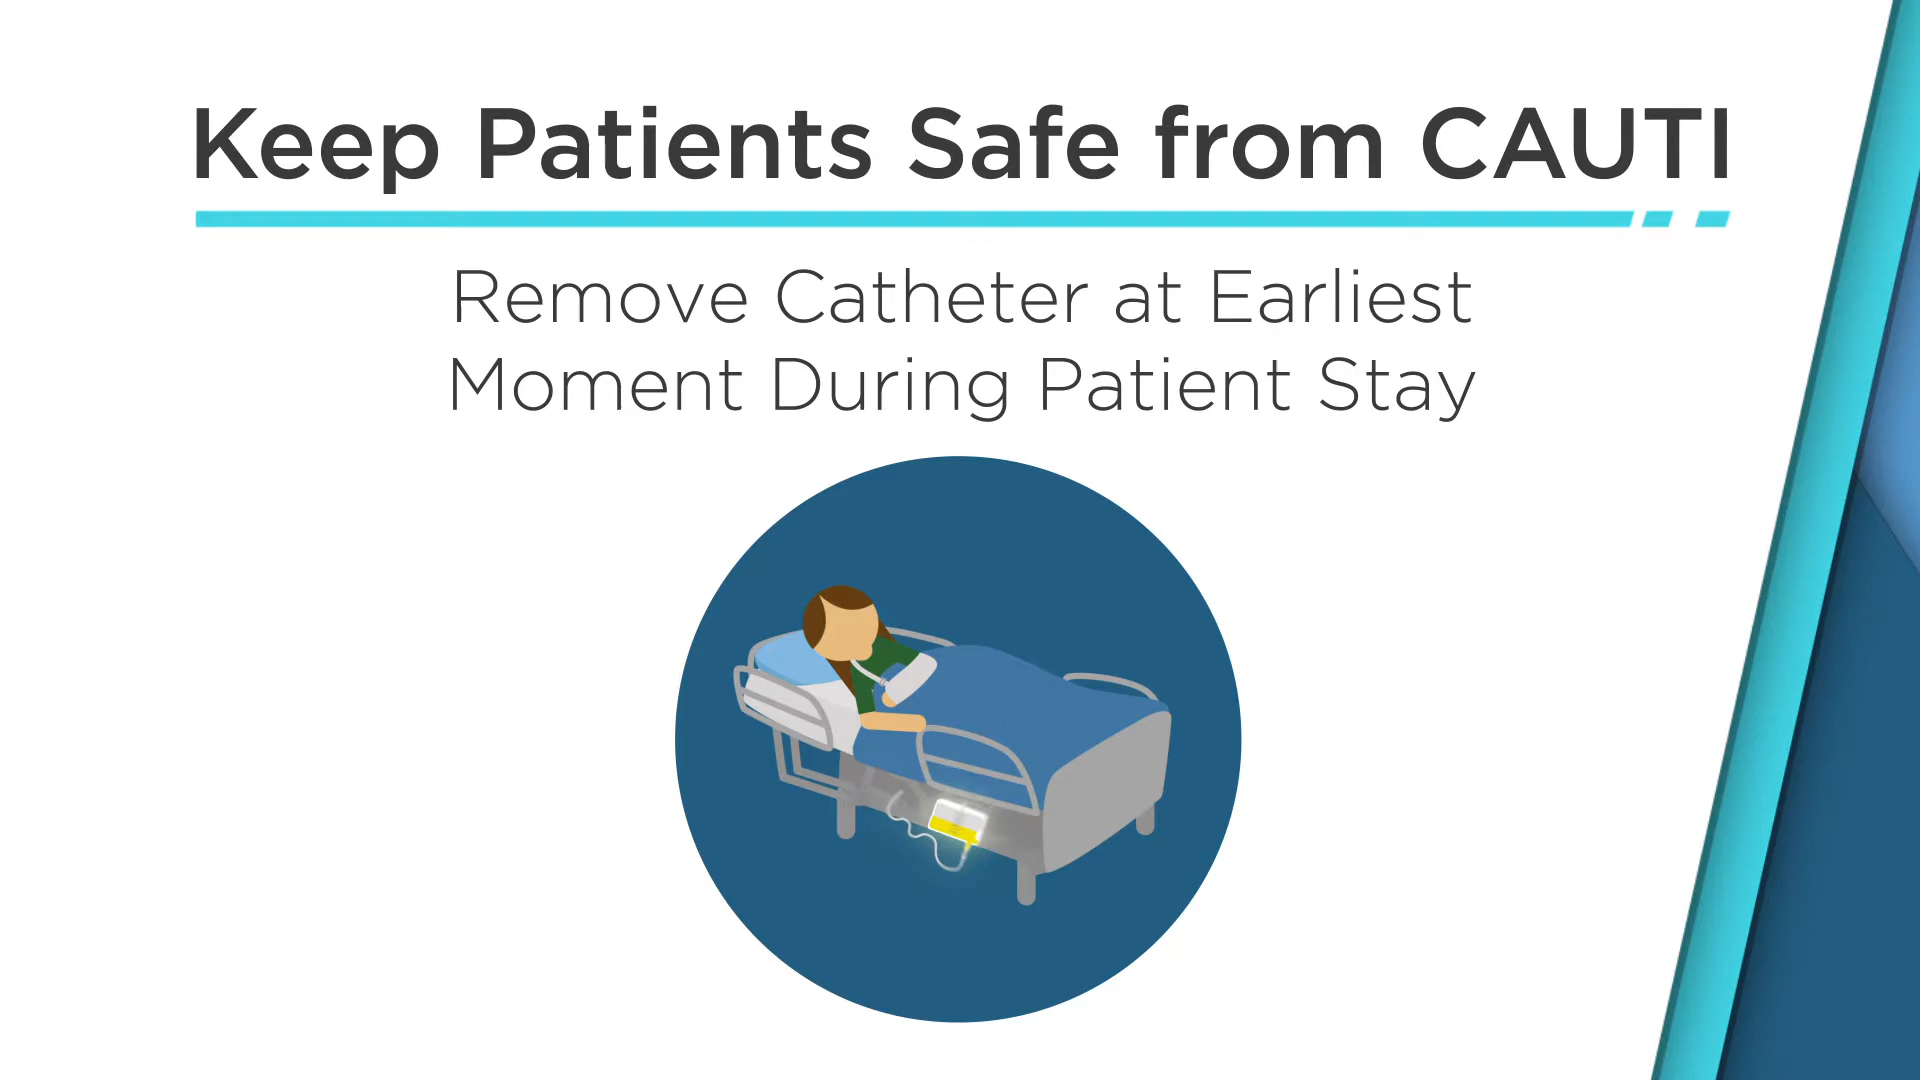 Keep Patients Safe from CAUTI
Remove Catheter at Earliest
Moment During Patient Stay